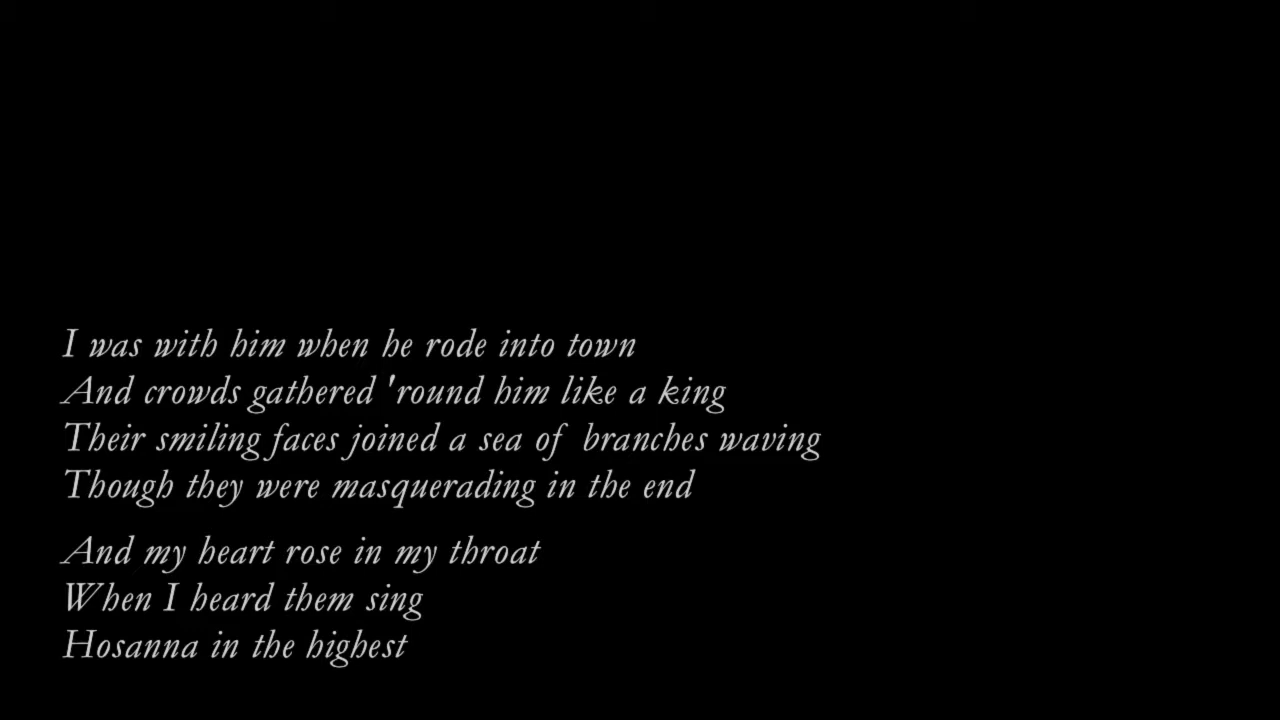 I was with him when he rode into town
And crowds gathered 'round him like a king
Their smiling faces joined a sea of branches waving
Though they were masquerading in the end
And my heart rose in my throat
When I heard them sing
Hosanna in the highest